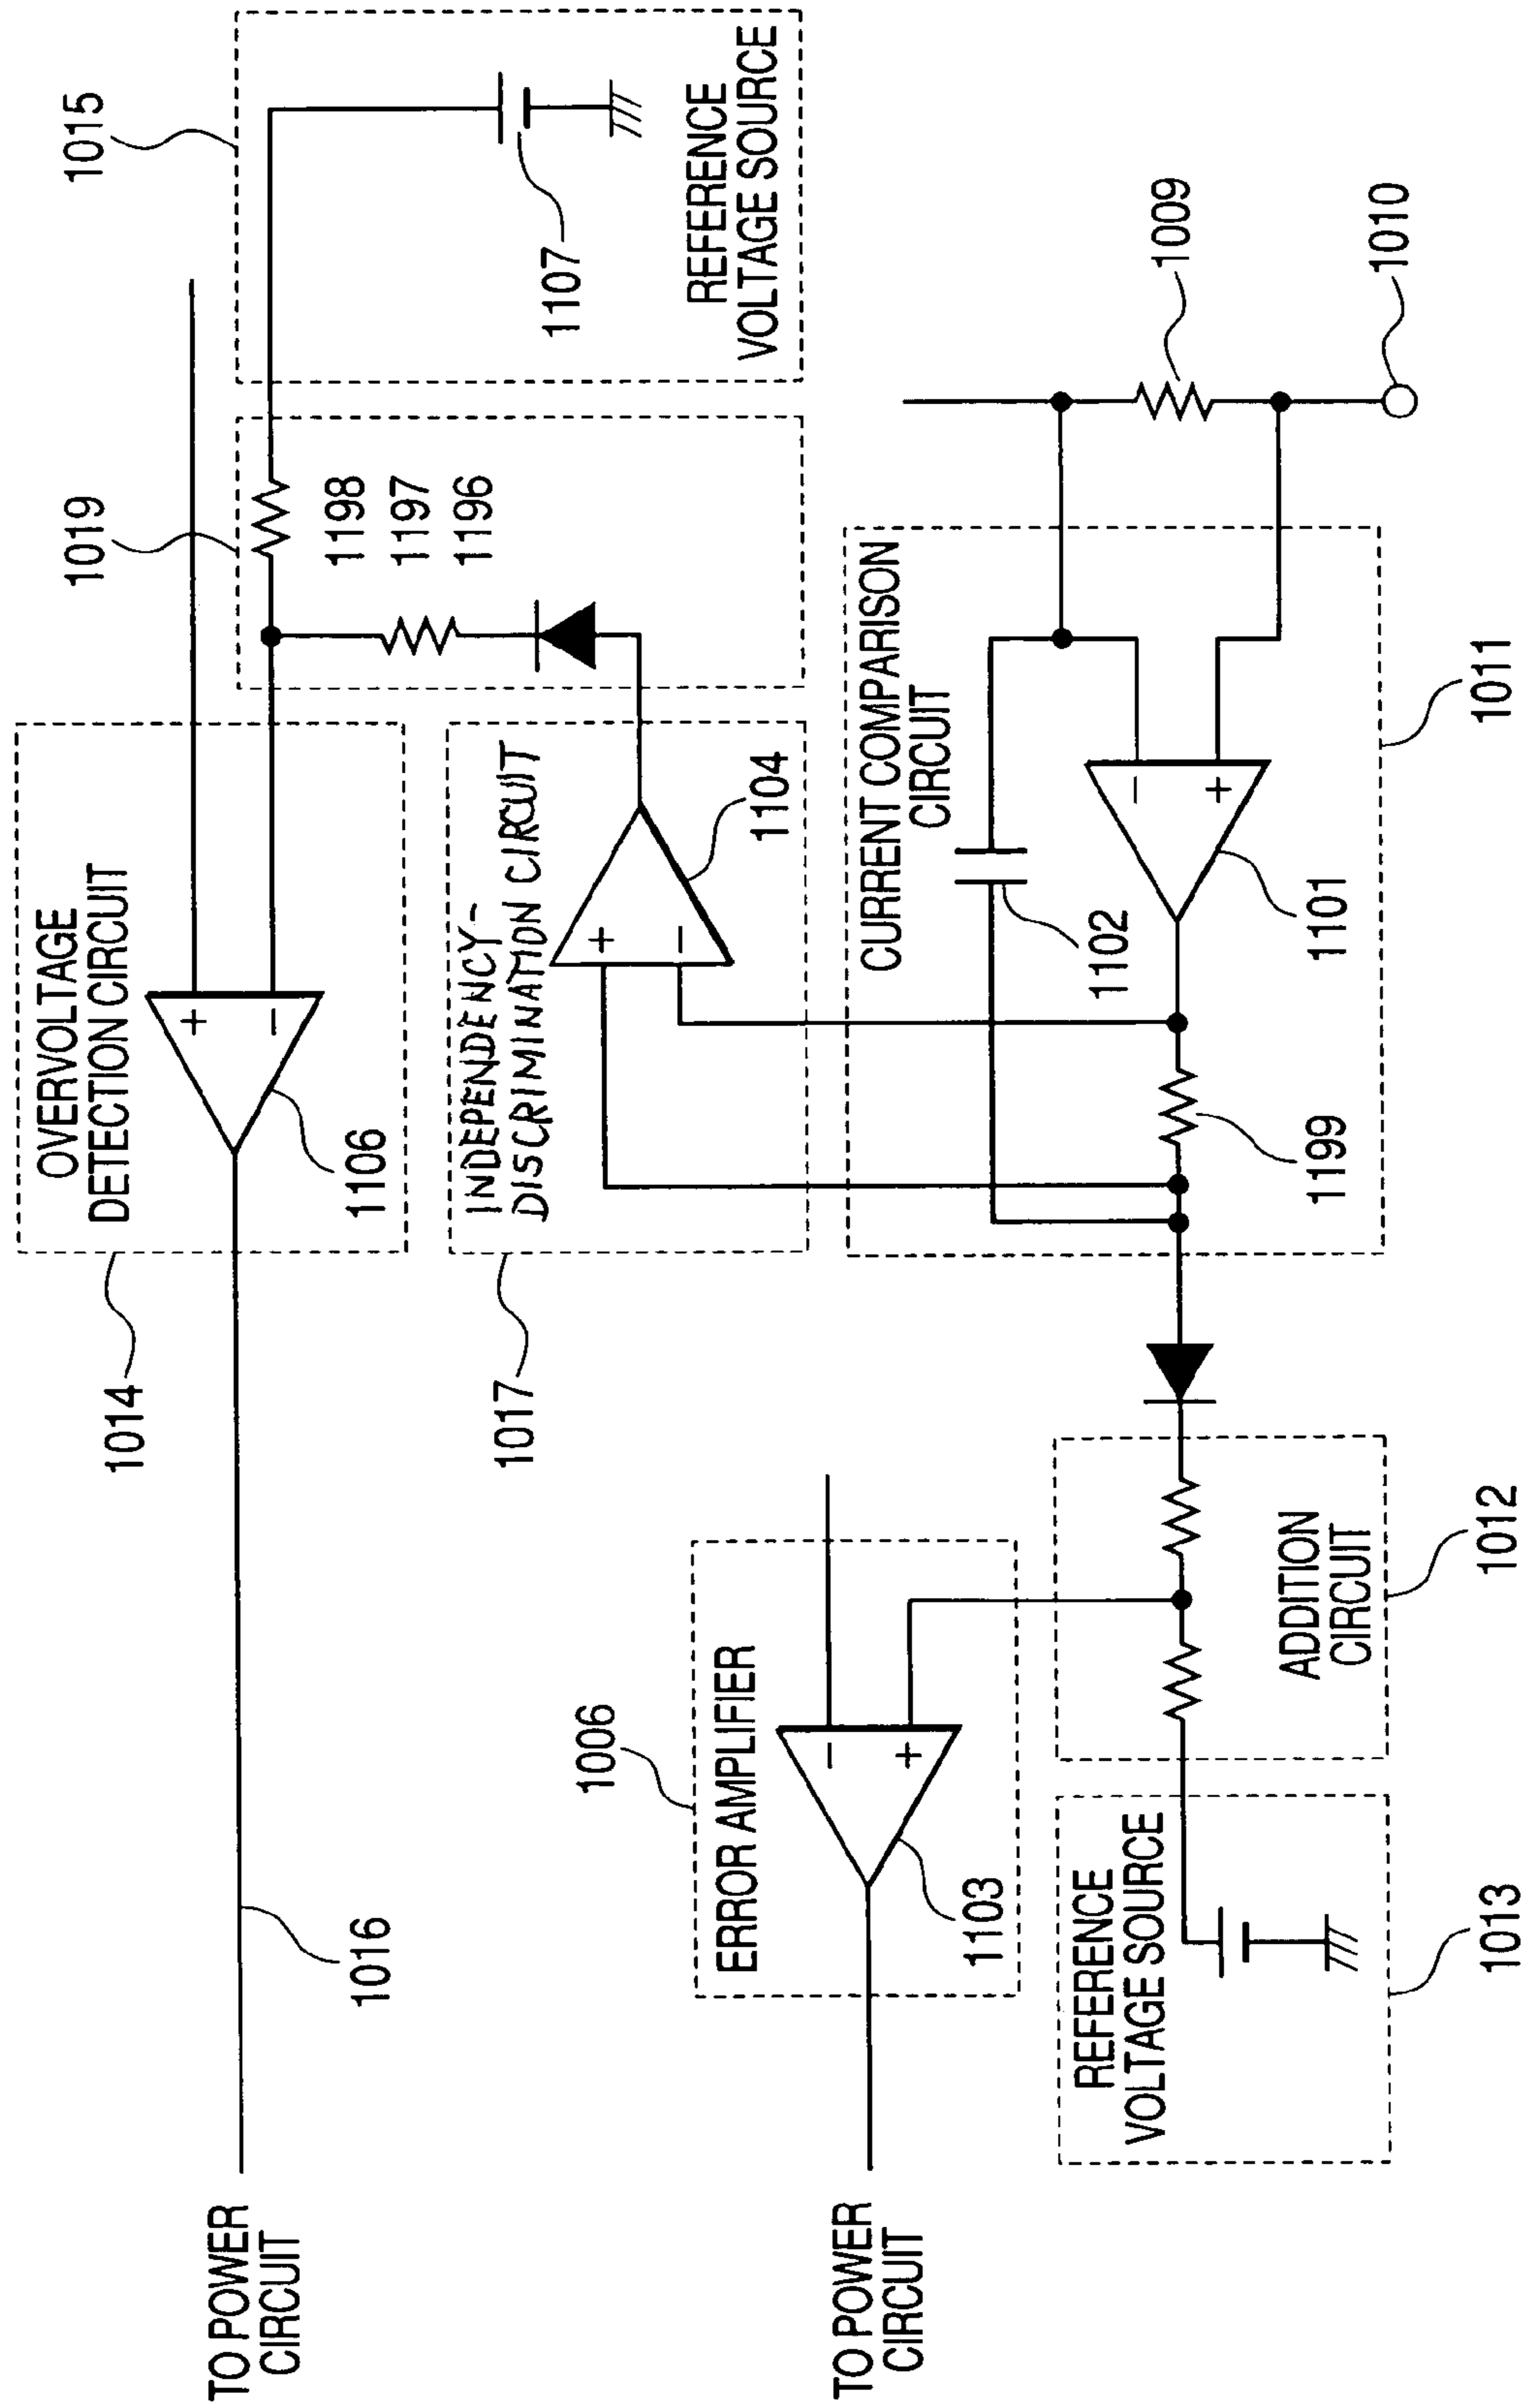 1015
1107
REFERENCE
VOLTAGE SOURCE
1019
1198
1197
1196
1009
1010
OVERVOLTAGE
DETECTION CIRCUIT
+
−
1106
1014
INDEPENDENCY-
DISCRIMINATION CIRCUIT
+
−
1104
1017
CURRENT COMPARISON
CIRCUIT
1102
−
+
1101
1199
1011
1016
TO POWER
CIRCUIT
1006
ERROR AMPLIFIER
−
+
1103
TO POWER
CIRCUIT
ADDITION
CIRCUIT
1012
REFERENCE
VOLTAGE SOURCE
1013